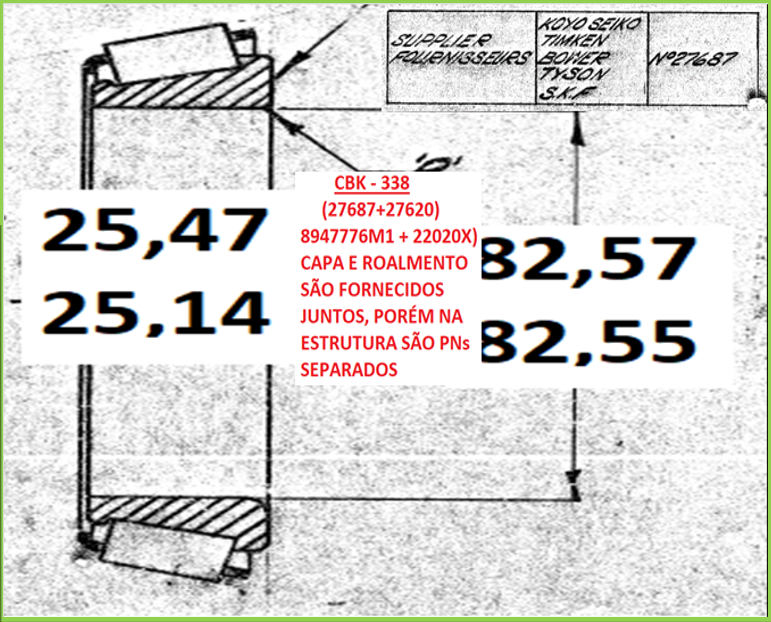 SUPPLIER
FOURNISSEURS
KOYO SEIKO
TIMKEN
BOWER
TYSON
S.K.F
Nº27687
CBK - 338
(27687+27620)
8947776M1 + 22020X)
CAPA E ROALMENTO
SÃO FORNECIDOS
JUNTOS, PORÉM NA
ESTRUTURA SÃO PNs
SEPARADOS
25,47
25,14
82,57
82,55